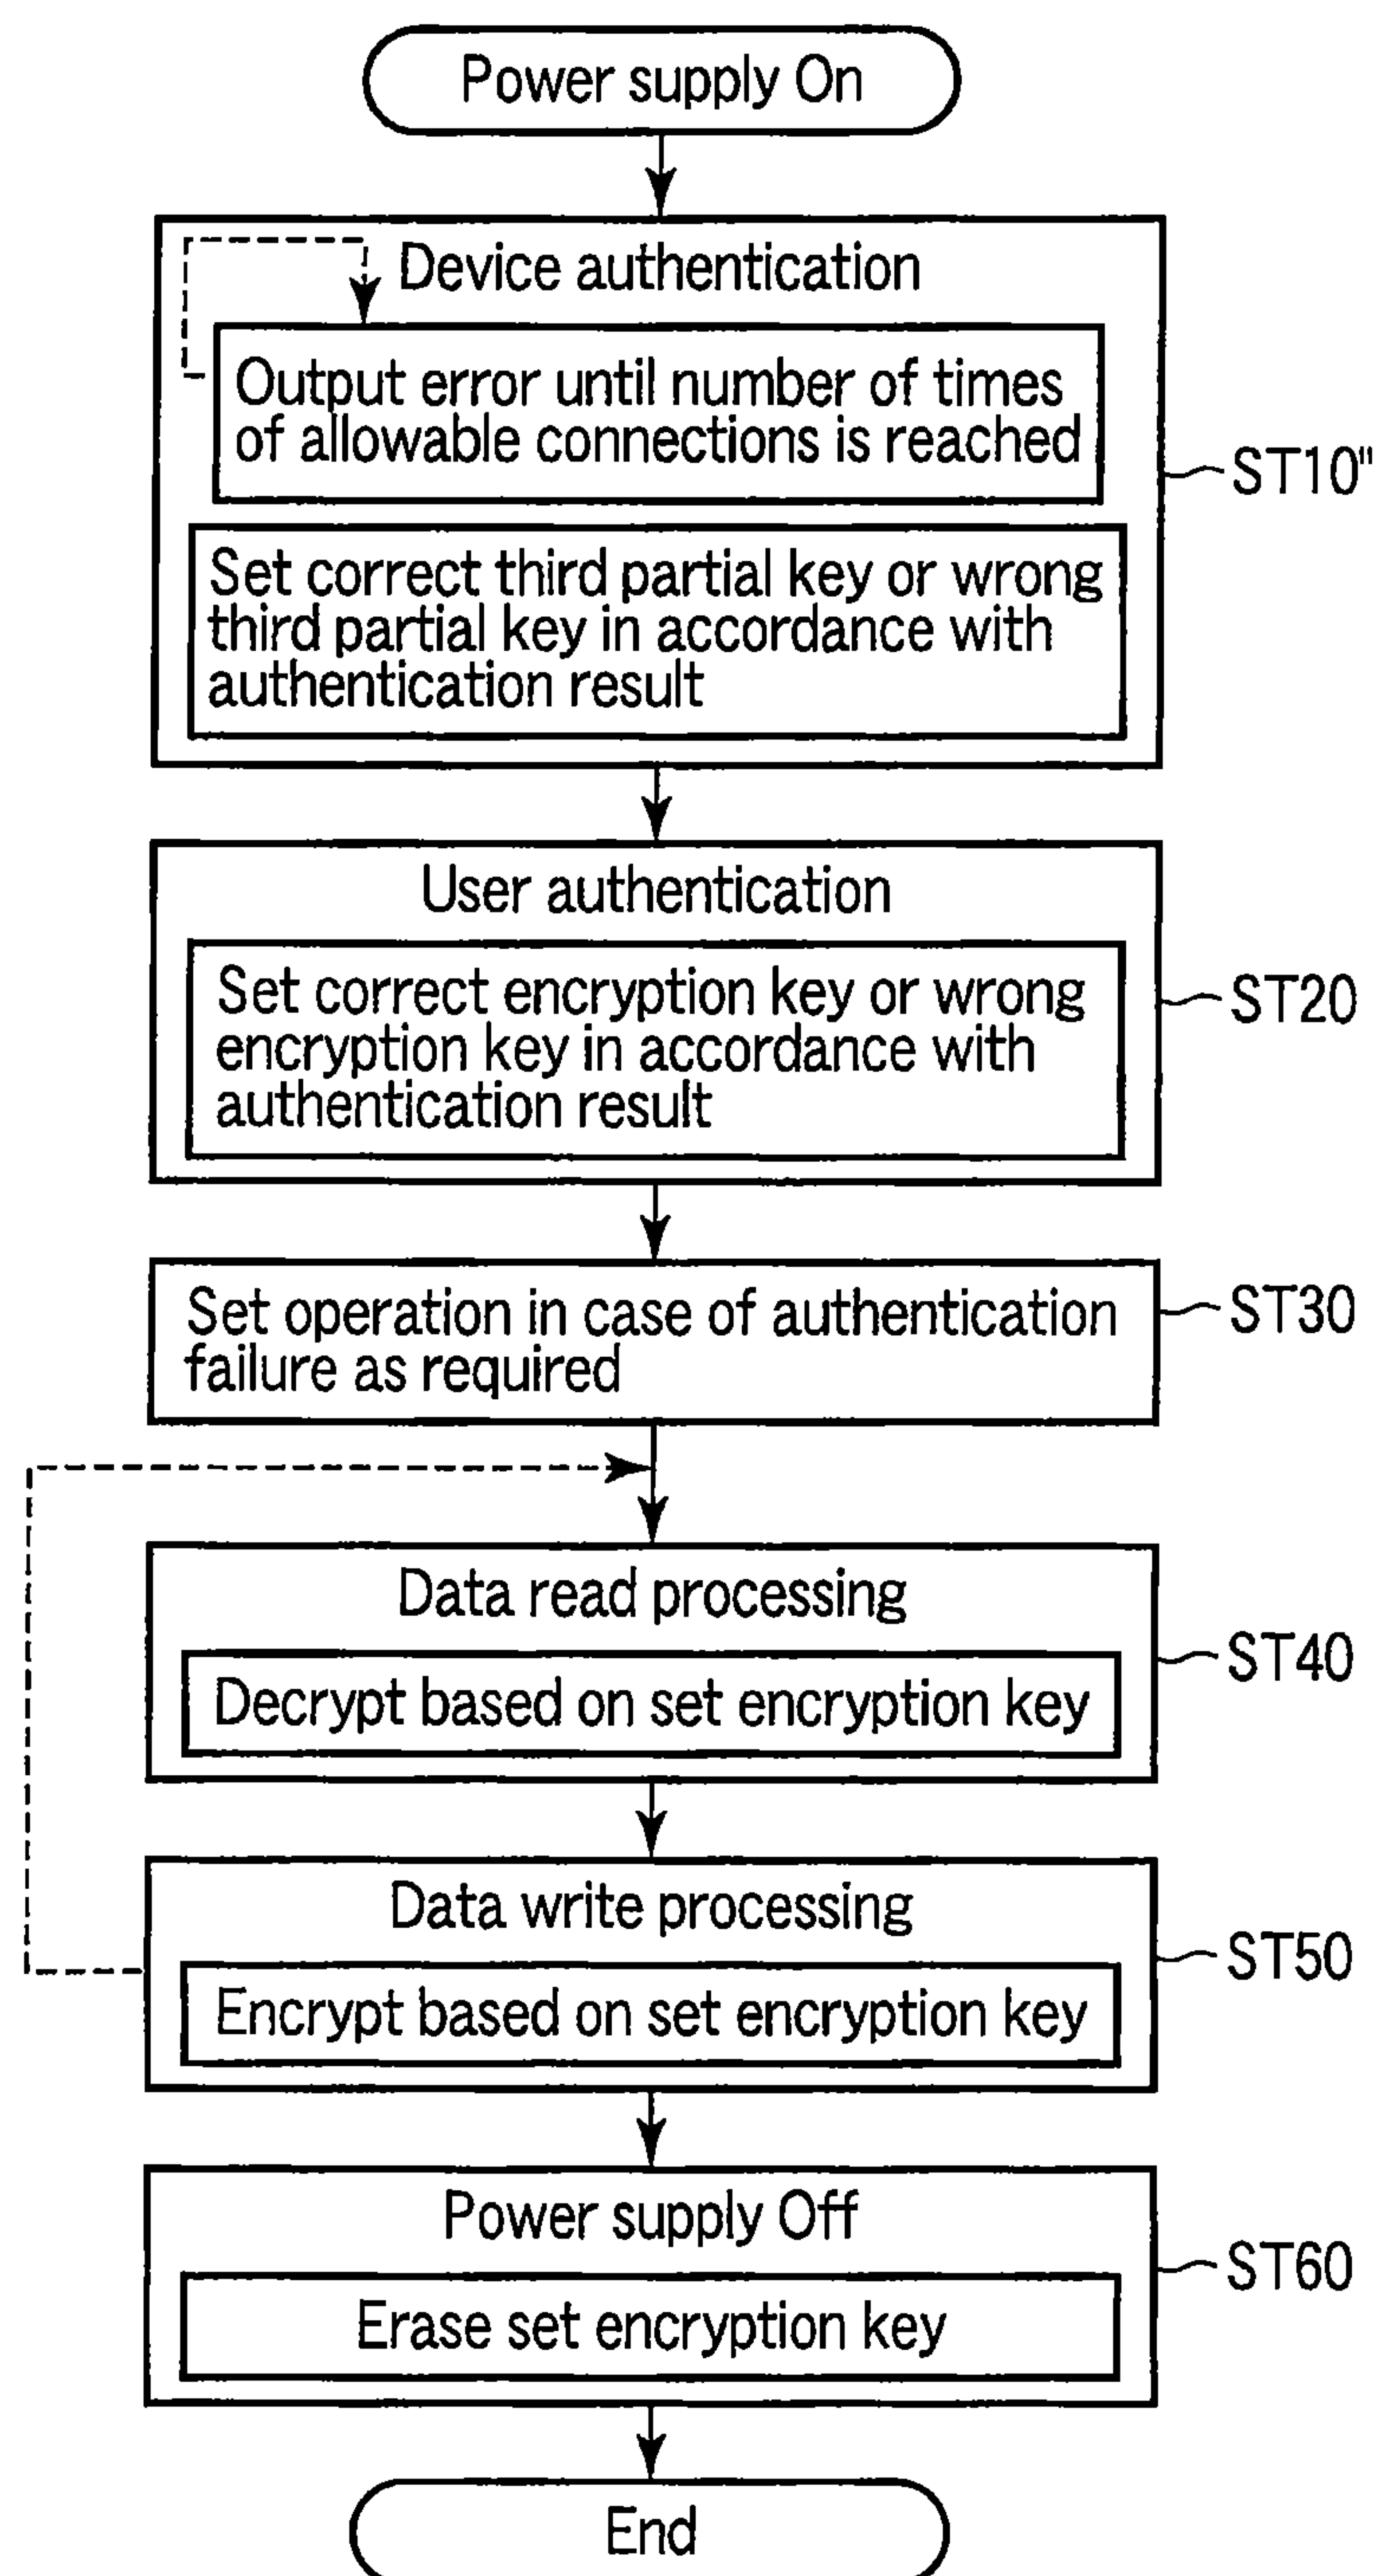 Power supply On
Device authentication
Output error until number of times
of allowable connections is reached
ST10"
Set correct third partial key or wrong
third partial key in accordance with
authentication result
User authentication
Set correct encryption key or wrong
encryption key in accordance with
authentication result
ST20
Set operation in case of authentication
failure as required
ST30
Data read processing
Decrypt based on set encryption key
ST40
Data write processing
Encrypt based on set encryption key
ST50
Power supply Off
Erase set encryption key
ST60
End